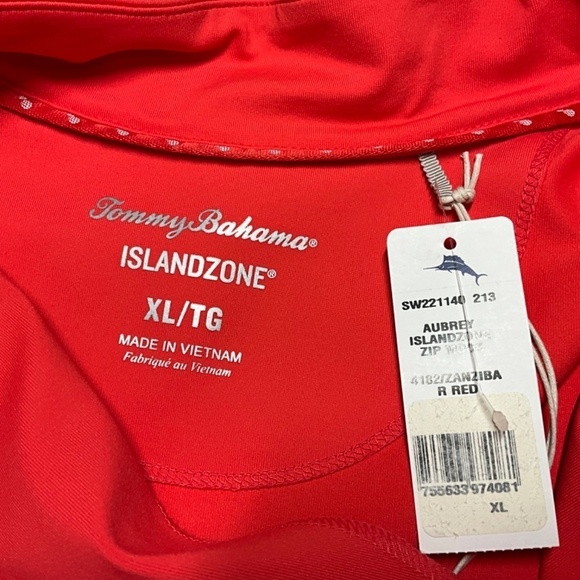 Tommy Bahama®
ISLANDZONE®
XL/TG
MADE IN VIETNAM
Fabriqué au Vietnam
SW221140 213
AUBREY
ISLANDZONE
ZIP
4182/ZANZIBA
R RED
755633 974081
XL